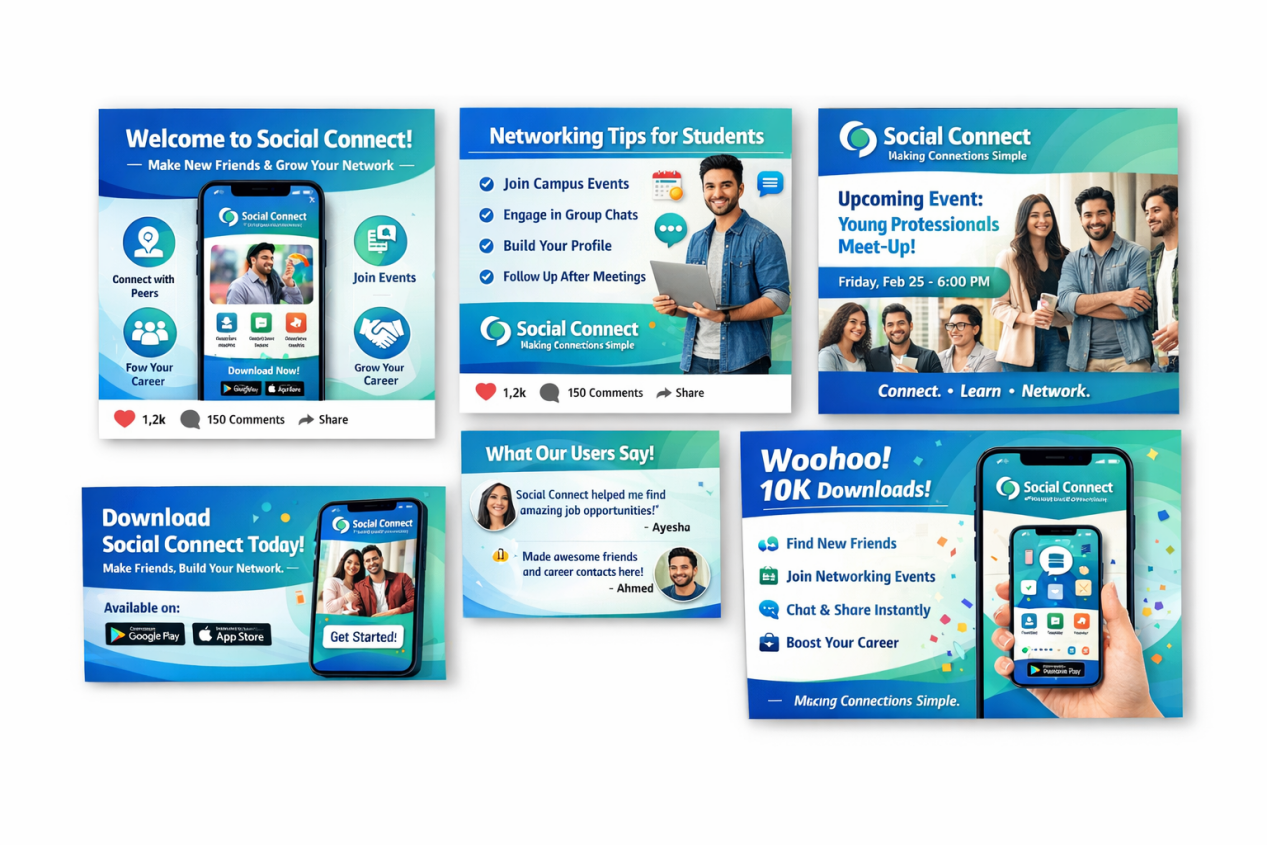 Welcome to Social Connect!
Make New Friends & Grow Your Network
Social Connect
Connect with
Peers
Join Events
Fow Your
Career
Grow Your
Career
Download Now!
1,2k
150 Comments
Share
Networking Tips for Students
Join Campus Events
Engage in Group Chats
Build Your Profile
Follow Up After Meetings
Social Connect
Making Connections Simple
1,2k
150 Comments
Share
Social Connect
Making Connections Simple
Upcoming Event:
Young Professionals
Meet-Up!
Friday, Feb 25 - 6:00 PM
Connect. • Learn • Network.
Download
Social Connect Today!
Make Friends, Build Your Network.
Available on:
Google Play
App Store
Social Connect
Get Started!
What Our Users Say!
Social Connect helped me find
amazing job opportunities!"
- Ayesha
- Made awesome friends
and career contacts here!
- Ahmed
Woohoo!
10K Downloads!
Find New Friends
Join Networking Events
Chat & Share Instantly
Boost Your Career
Making Connections Simple.
Social Connect